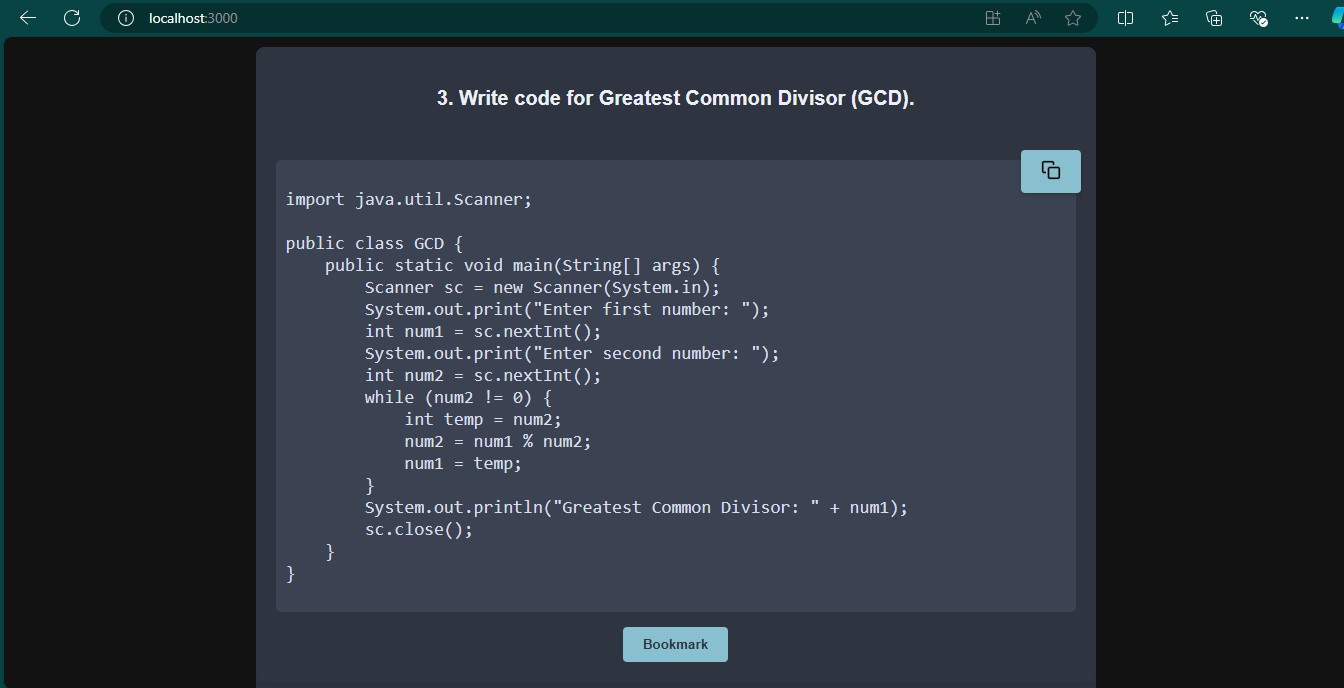 localhost:3000
3. Write code for Greatest Common Divisor (GCD).
import java.util.Scanner;
public class GCD {
    public static void main(String[] args) {
        Scanner sc = new Scanner(System.in);
        System.out.print("Enter first number: ");
        int num1 = sc.nextInt();
        System.out.print("Enter second number: ");
        int num2 = sc.nextInt();
        while (num2 != 0) {
            int temp = num2;
            num2 = num1 % num2;
            num1 = temp;
        }
        System.out.println("Greatest Common Divisor: " + num1);
        sc.close();
    }
}
Bookmark